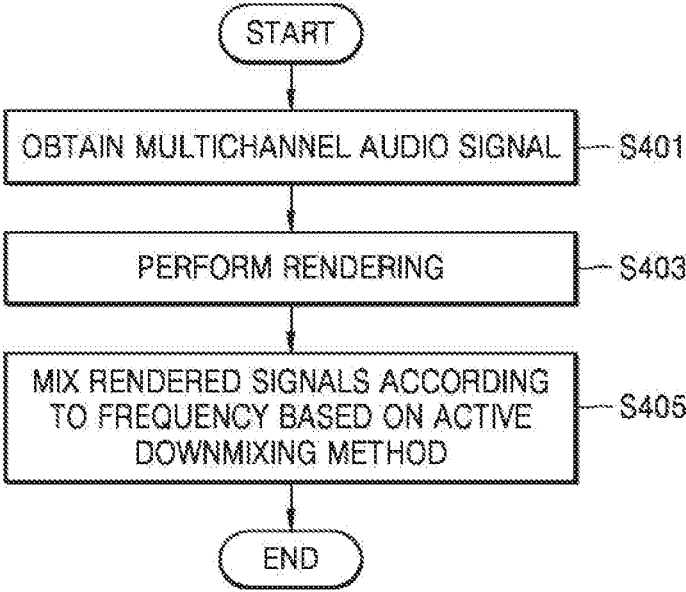 START
OBTAIN MULTICHANNEL AUDIO SIGNAL
S401
PERFORM RENDERING
S403
MIX RENDERED SIGNALS ACCORDING
TO FREQUENCY BASED ON ACTIVE
DOWNMIXING METHOD
S405
END